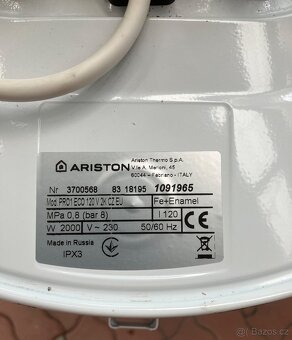 ARISTON
Ariston Thermo S.p.A.
V.le A. Merloni, 45
60044 - Fabriano - ITALY
Nr 3700568 83 18195 1091965
Mod. PRO1 ECO 120 V 2K CZ EU Fe+Enamel
MPa 0,8 (bar 8) l 120 CE
W 2000 V ~ 230 50/60 Hz
Made in Russia
IPX3